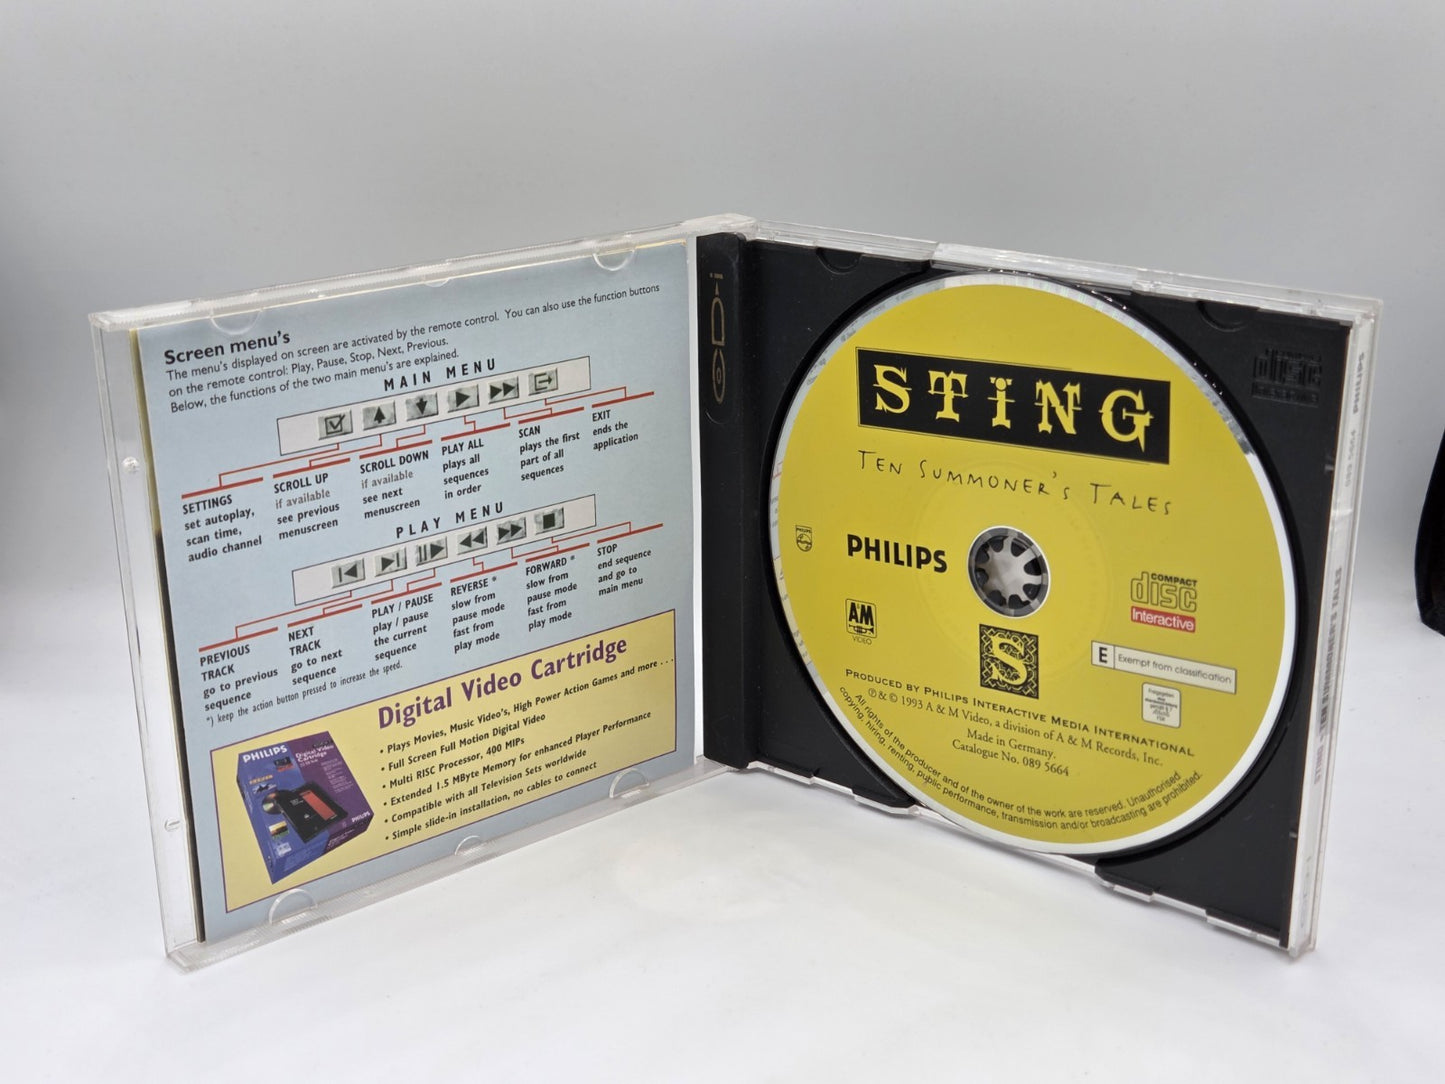 Screen menu's
The menu's displayed on screen are activated by the remote control. You can also use the function buttons
on the remote control: Play, Pause, Stop, Next, Previous.
Below, the functions of the two main menu's are explained.
MAIN MENU
SETTINGS
set autoplay,
scan time,
audio channel
SCROLL UP
if available
see previous
menuscreen
SCROLL DOWN
if available
see next
menuscreen
PLAY ALL
plays all
sequences
in order
SCAN
plays the first
part of all
sequences
EXIT
ends the
application
PLAY MENU
PREVIOUS
TRACK
go to previous
sequence
NEXT
TRACK
go to next
sequence
PLAY / PAUSE
play / pause
the current
sequence
REVERSE *
slow from
pause mode
fast from
play mode
FORWARD *
slow from
pause mode
fast from
play mode
STOP
end sequence
and go to
main menu
*) keep the action button pressed to increase the speed.
Digital Video Cartridge
• Plays Movies, Music Video's, High Power Action Games and more . . .
• Full Screen Full Motion Digital Video
• Multi RISC Processor, 400 MIPs
• Extended 1.5 MByte Memory for enhanced Player Performance
• Compatible with all Television Sets worldwide
• Simple slide-in installation, no cables to connect
PHILIPS
Digital Video
Cartridge
PHILIPS
STiNG
TEN SUMMONER'S TALES
PHILIPS
PHILIPS
A&M
VIDEO
COMPACT
disc
Interactive
S
E Exempt from classification
PRODUCED BY PHILIPS INTERACTIVE MEDIA INTERNATIONAL
℗ & © 1993 A & M Video, a division of A & M Records, Inc.
Made in Germany.
Catalogue No. 089 5664
All rights of the producer and of the owner of the work are reserved. Unauthorised
copying, hiring, renting, public performance, transmission and/or broadcasting are prohibited.
disc
PHILIPS
089 5664